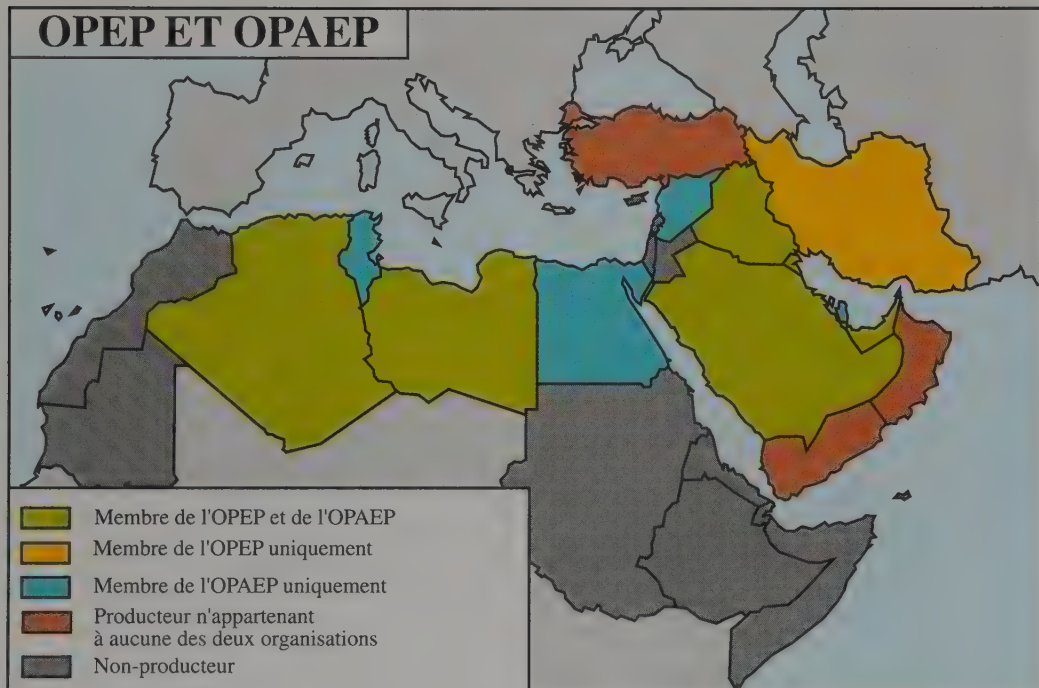 OPEP ET OPAEP
Membre de l'OPEP et de l'OPAEP
Membre de l'OPEP uniquement
Membre de l'OPAEP uniquement
Producteur n'appartenant
à aucune des deux organisations
Non-producteur